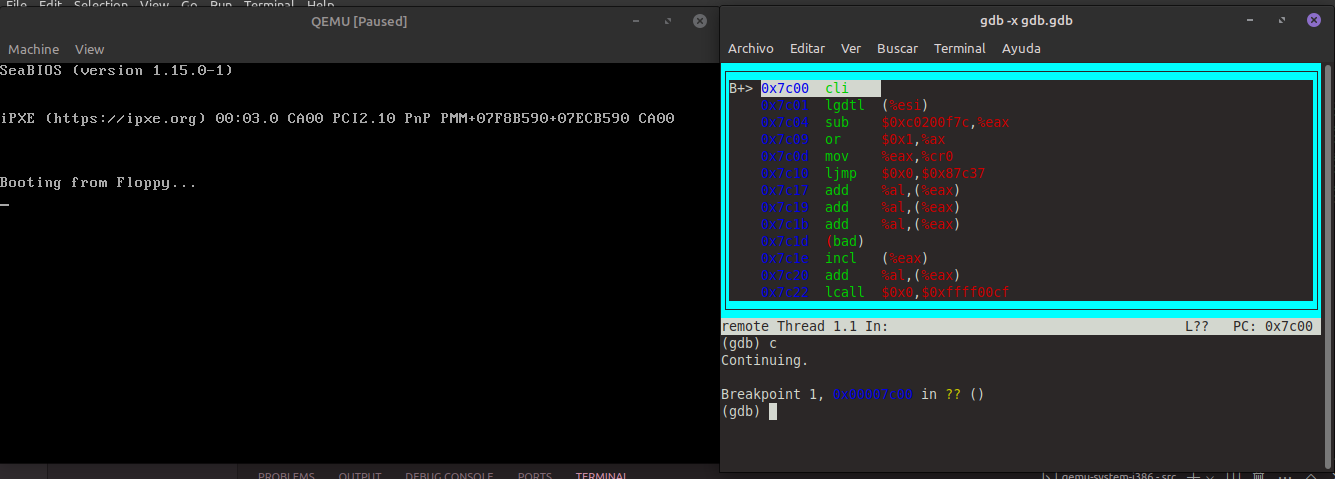 File Edit Selection View Go Run Terminal Help
QEMU [Paused]
Machine View
SeaBIOS (version 1.15.0-1)
iPXE (https://ipxe.org) 00:03.0 CA00 PCI2.10 PnP PMM+07F8B590+07ECB590 CA00
Booting from Floppy...
gdb -x gdb.gdb
Archivo Editar Ver Buscar Terminal Ayuda
B+> 0x7c00 cli
0x7c01 lgdtl (%esi)
0x7c04 sub $0xc0200f7c,%eax
0x7c09 or $0x1,%ax
0x7c0d mov %eax,%cr0
0x7c10 ljmp $0x0,$0x87c37
0x7c17 add %al,(%eax)
0x7c19 add %al,(%eax)
0x7c1b add %al,(%eax)
0x7c1d (bad)
0x7c1e incl (%eax)
0x7c20 add %al,(%eax)
0x7c22 lcall $0x0,$0xffff00cf
remote Thread 1.1 In: L?? PC: 0x7c00
(gdb) c
Continuing.
Breakpoint 1, 0x00007c00 in ?? ()
(gdb)
PROBLEMS OUTPUT DEBUG CONSOLE PORTS TERMINAL
qemu-system-i386 - src